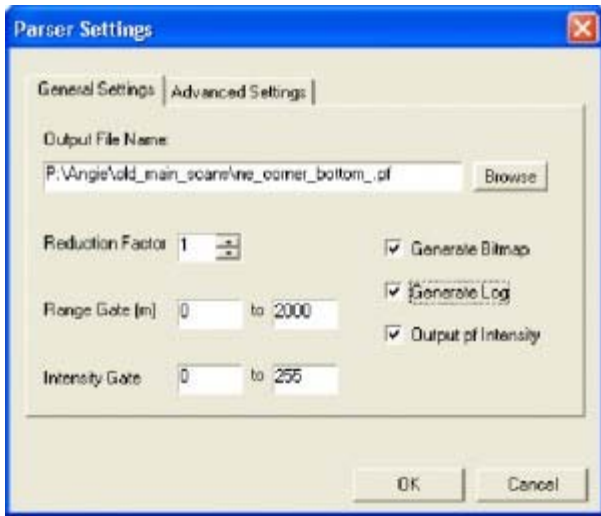 Parser Settings
General Settings Advanced Settings
Output File Name:
P:\Angie\old_main_scans\ne_corner_bottom_.pf Browse
Reduction Factor 1 Generate Bitmap
Generate Log
Range Gate [m] 0 to 2000
Output pf Intensity
Intensity Gate 0 to 255
OK Cancel